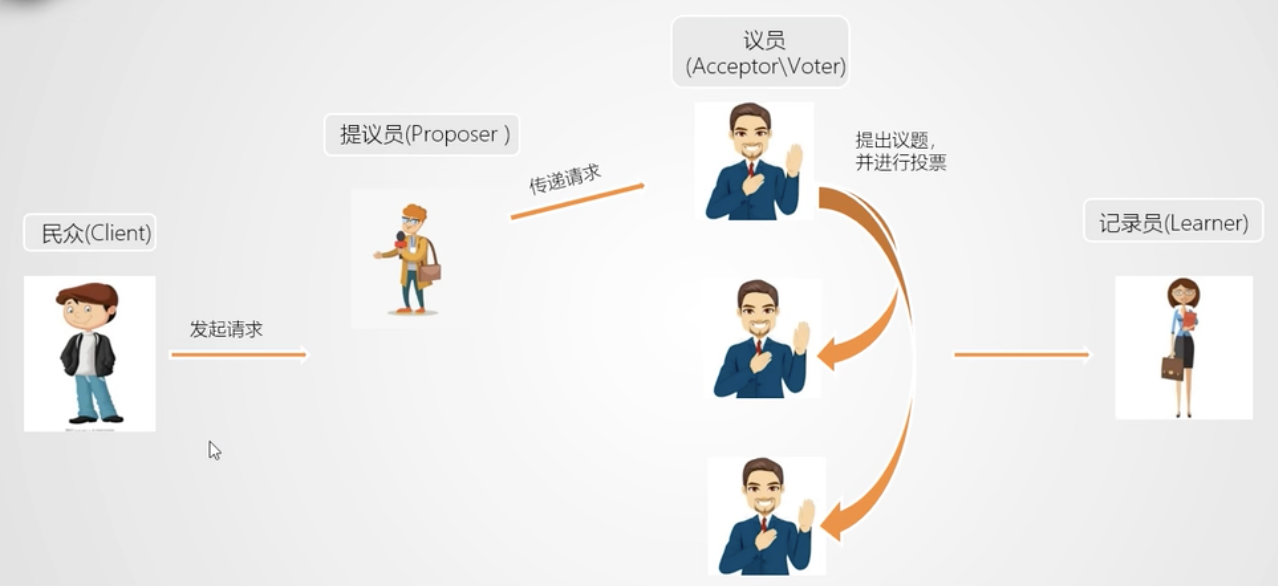 议员
(Acceptor\Voter)
提议员(Proposer )
传递请求
提出议题，
并进行投票
民众(Client)
发起请求
记录员(Learner)